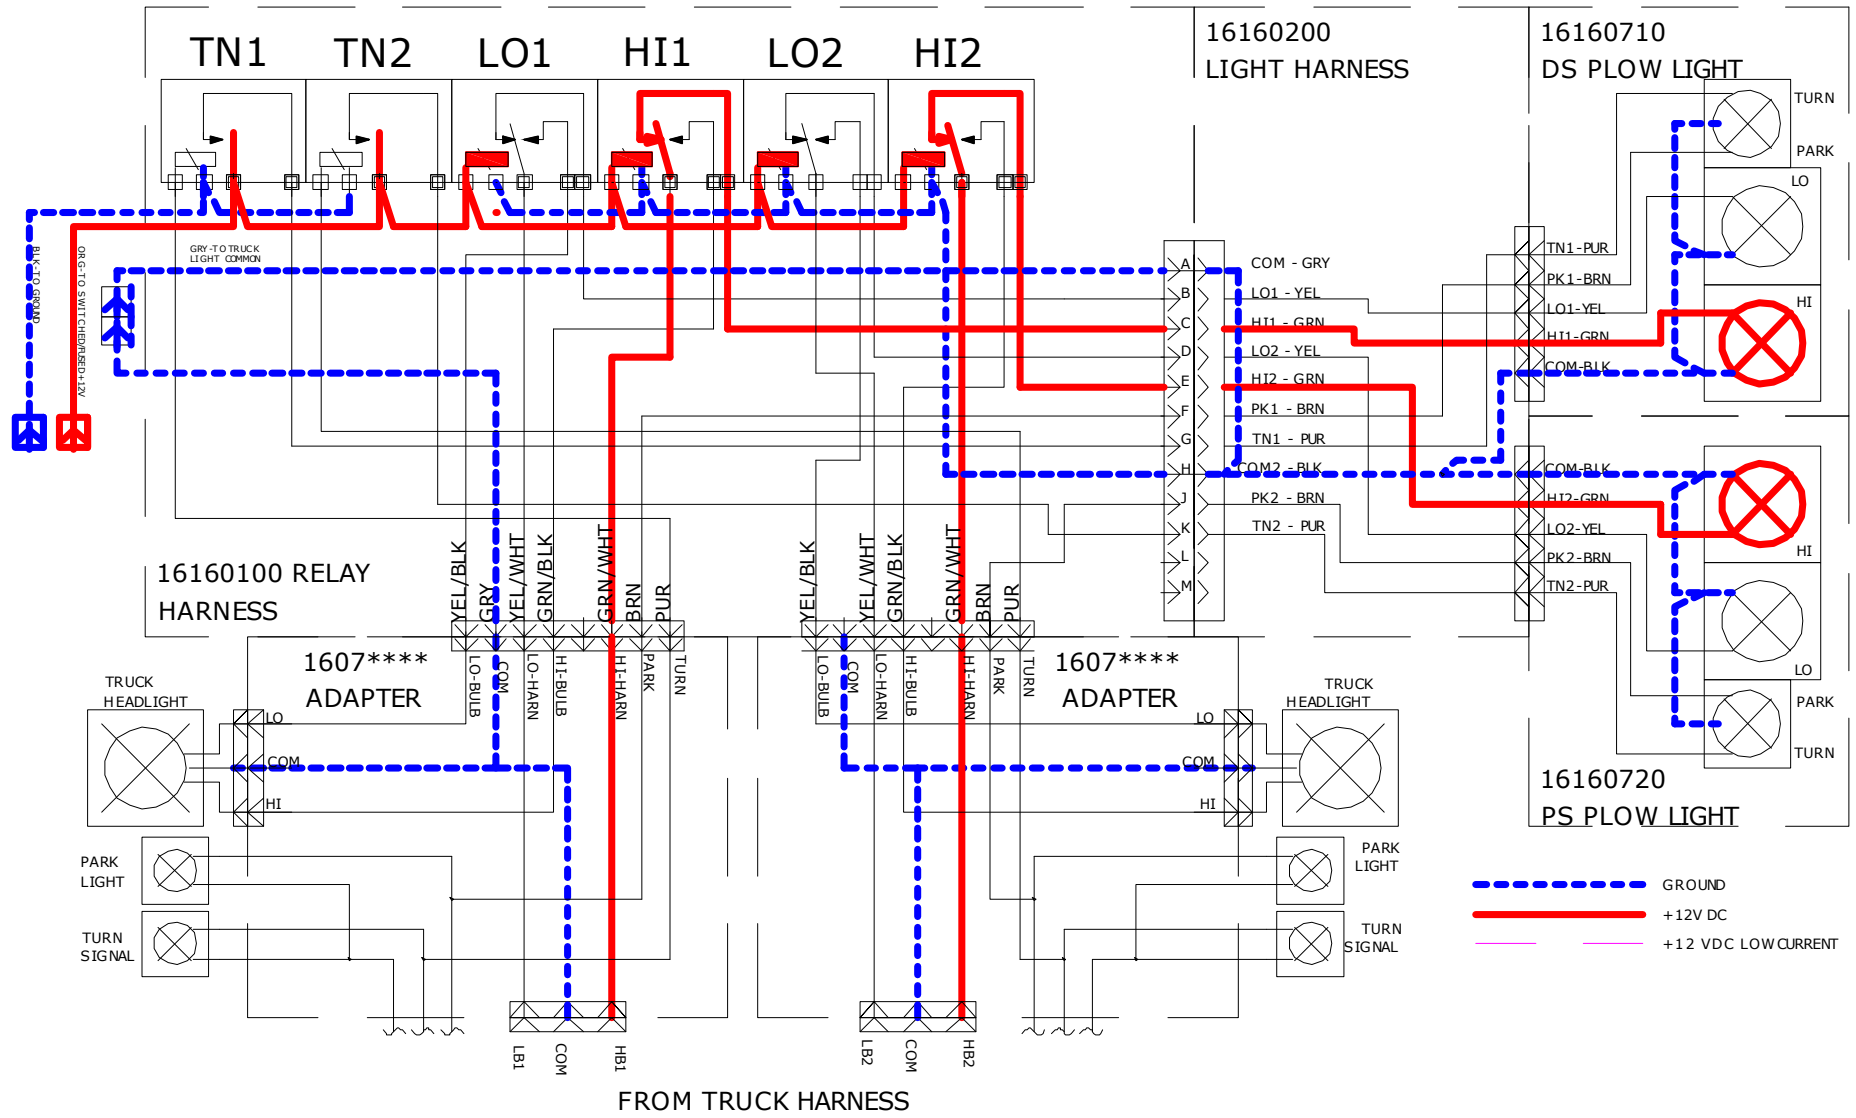 TN1
TN2
LO1
HI1
LO2
HI2
16160200
LIGHT HARNESS
16160710
DS PLOW LIGHT
TURN
PARK
LO
HI
BLK-TO GROUND
ORG-TO SWITCHED/FUSED +12V
GRY-TO TRUCK
LIGHT COMMON
A
B
C
D
E
F
G
H
J
K
L
M
COM - GRY
LO1 - YEL
HI1 - GRN
LO2 - YEL
HI2 - GRN
PK1 - BRN
TN1 - PUR
COM2 - BLK
PK2 - BRN
TN2 - PUR
TN1-PUR
PK1-BRN
LO1-YEL
HI1-GRN
COM-BLK
COM-BLK
HI2-GRN
LO2-YEL
PK2-BRN
TN2-PUR
HI
LO
PARK
TURN
16160720
PS PLOW LIGHT
16160100 RELAY
HARNESS
YEL/BLK
GRY
YEL/WHT
GRN/BLK
GRN/WHT
BRN
PUR
YEL/BLK
YEL/WHT
GRN/BLK
GRN/WHT
BRN
PUR
1607****
ADAPTER
LO-BULB
COM
LO-HARN
HI-BULB
HI-HARN
PARK
TURN
LO-BULB
COM
LO-HARN
HI-BULB
HI-HARN
PARK
TURN
1607****
ADAPTER
TRUCK
HEADLIGHT
LO
COM
HI
PARK
LIGHT
TURN
SIGNAL
TRUCK
HEADLIGHT
LO
COM
HI
PARK
LIGHT
TURN
SIGNAL
LB1
COM
HB1
LB2
COM
HB2
FROM TRUCK HARNESS
GROUND
+12V DC
+12 VDC LOW CURRENT